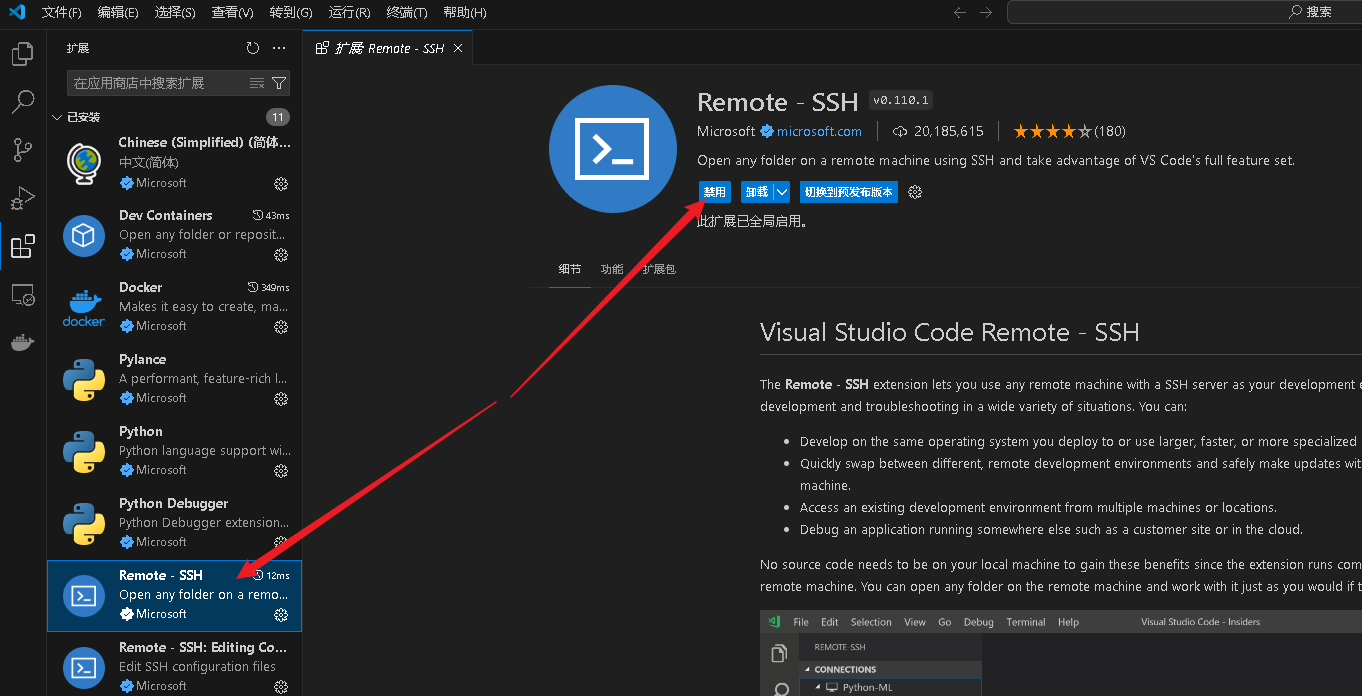 文件(F) 编辑(E) 选择(S) 查看(V) 转到(G) 运行(R) 终端(T) 帮助(H) 搜索
扩展
在应用商店中搜索扩展
已安装 11
Chinese (Simplified) (简体...
中文(简体)
Microsoft
Dev Containers 43ms
Open any folder or reposit...
Microsoft
Docker 349ms
Makes it easy to create, ma...
Microsoft
docker
Pylance
A performant, feature-rich l...
Microsoft
Python
Python language support wi...
Microsoft
Python Debugger
Python Debugger extension...
Microsoft
Remote - SSH 12ms
Open any folder on a remo...
Microsoft
Remote - SSH: Editing Co...
Edit SSH configuration files
Microsoft
扩展: Remote - SSH
Remote - SSH v0.110.1
Microsoft microsoft.com 20,185,615 (180)
Open any folder on a remote machine using SSH and take advantage of VS Code's full feature set.
禁用 卸载 切换到预发布版本
此扩展已全局启用。
细节 功能 扩展包
Visual Studio Code Remote - SSH
The Remote - SSH extension lets you use any remote machine with a SSH server as your development e
development and troubleshooting in a wide variety of situations. You can:
Develop on the same operating system you deploy to or use larger, faster, or more specialized
Quickly swap between different, remote development environments and safely make updates wit
machine.
Access an existing development environment from multiple machines or locations.
Debug an application running somewhere else such as a customer site or in the cloud.
No source code needs to be on your local machine to gain these benefits since the extension runs com
remote machine. You can open any folder on the remote machine and work with it just as you would if t
File Edit Selection View Go Debug Terminal Help Visual Studio Code - Insiders
REMOTE-SSH
CONNECTIONS
Python-ML